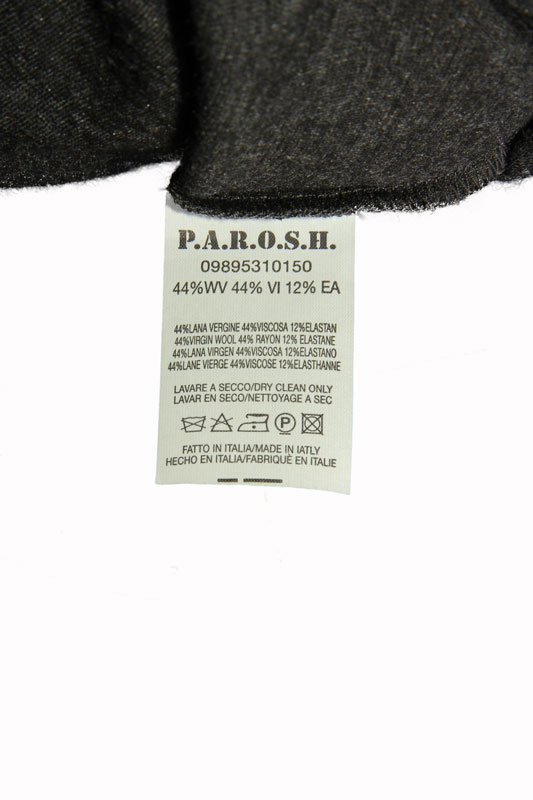 P.A.R.O.S.H.
09895310150
44%WV 44% VI 12% EA
44%LANA VERGINE 44%VISCOSA 12%ELASTAN
44%VIRGIN WOOL 44% RAYON 12% ELASTANE
44%LANA VIRGEN 44%VISCOSA 12%ELASTANO
44%LANE VIERGE 44%VISCOSE 12%ELASTHANNE
LAVARE A SECCO/DRY CLEAN ONLY
LAVAR EN SECO/NETTOYAGE A SEC
P
FATTO IN ITALIA/MADE IN IATLY
HECHO EN ITALIA/FABRIQUÈ EN ITALIE